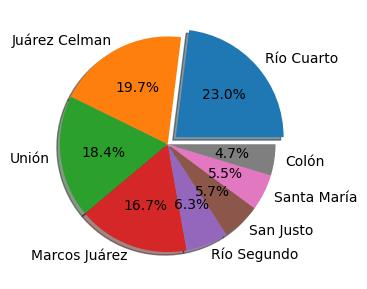 Juárez Celman
Río Cuarto
19.7%
23.0%
Unión
18.4%
4.7%
Colón
5.5%
5.7%
Santa María
16.7%
6.3%
San Justo
Marcos Juárez
Río Segundo